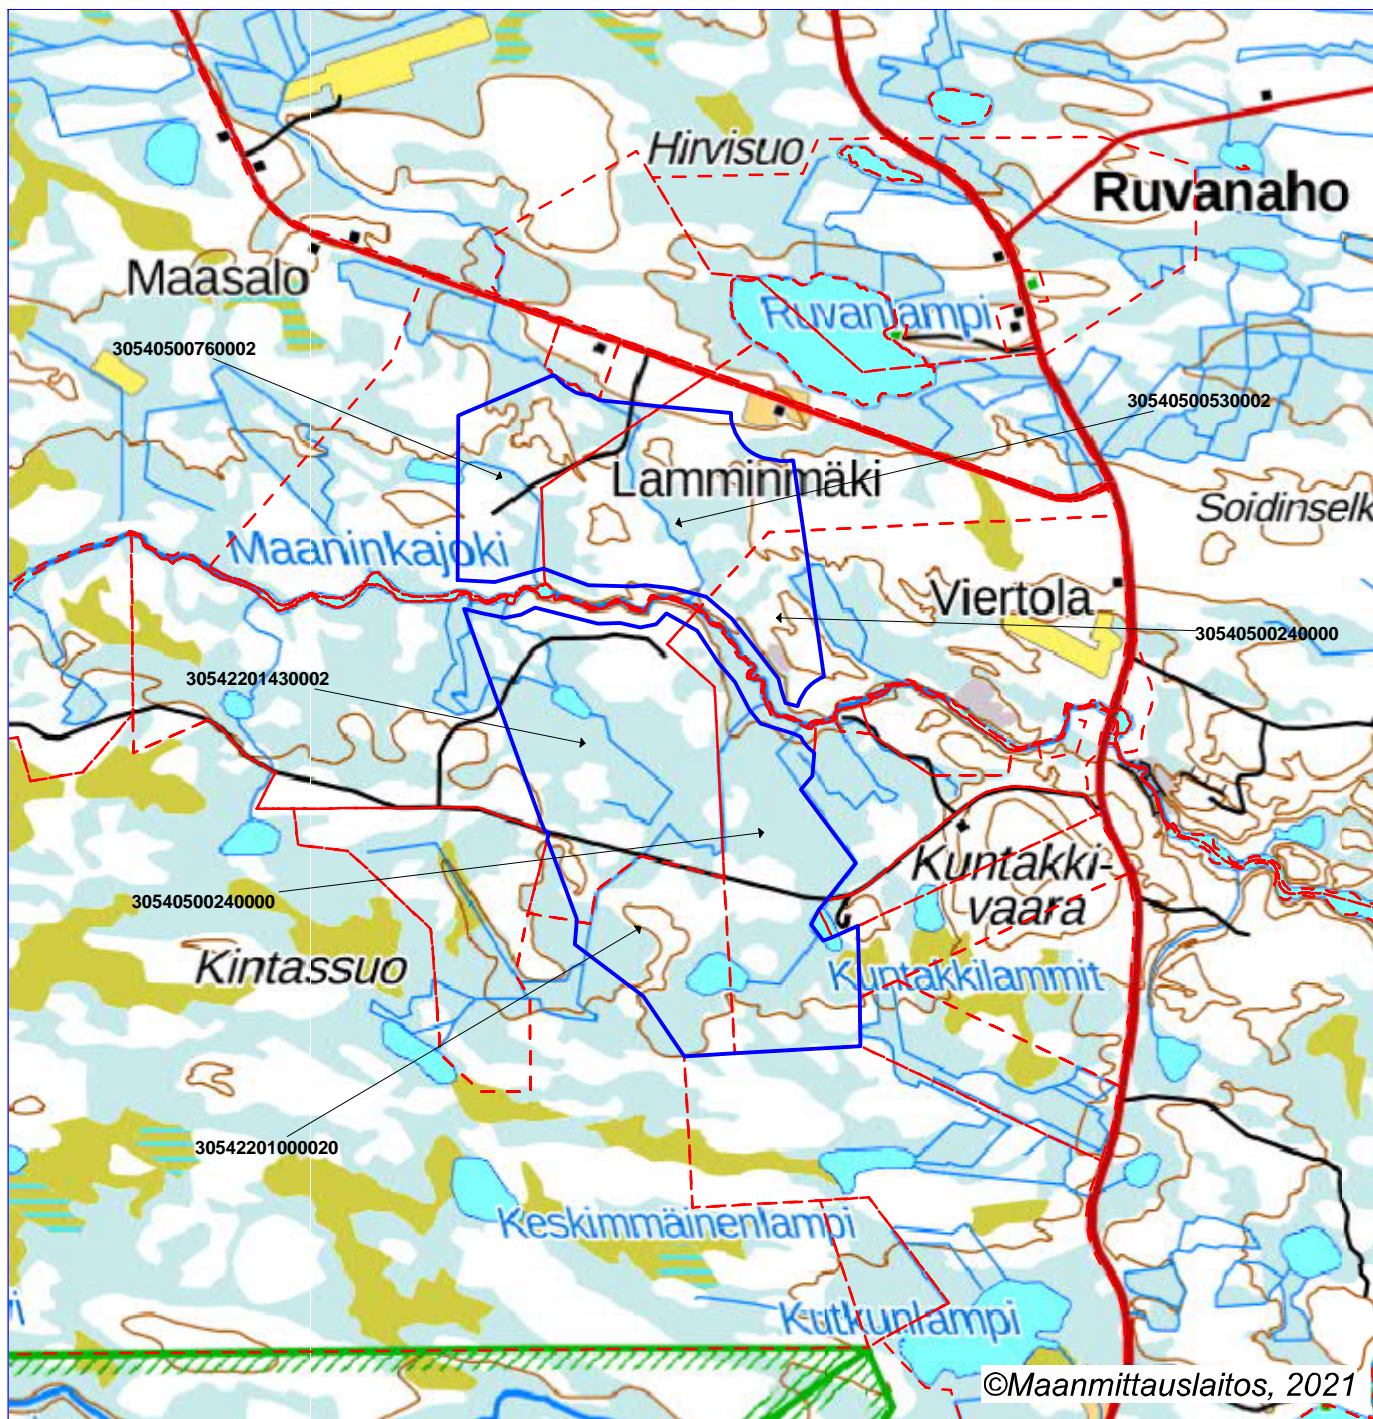 Hirvisuo
Ruvanaho
Maasalo
Ruvanlampi
30540500760002
30540500530002
Lamminmäki
Soidinselk
Maaninkajoki
Viertola
30540500240000
30542201430002
Kuntakki-
vaara
30540500240000
Kintassuo
Kuntakkilammit
30542201000020
Keskimmäinenlampi
Kutkunlampi
©Maanmittauslaitos, 2021